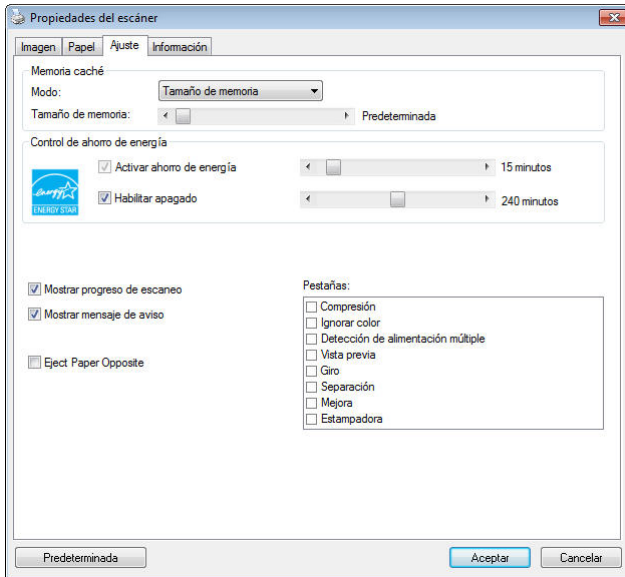 Propiedades del escáner
Imagen Papel Ajuste Información
Memoria caché
Modo: Tamaño de memoria
Tamaño de memoria: Predeterminada
Control de ahorro de energía
Activar ahorro de energía 15 minutos
energy
ENERGY STAR
Habilitar apagado 240 minutos
Mostrar progreso de escaneo
Mostrar mensaje de aviso
Eject Paper Opposite
Pestañas:
Compresión
Ignorar color
Detección de alimentación múltiple
Vista previa
Giro
Separación
Mejora
Estampadora
Predeterminada Aceptar Cancelar